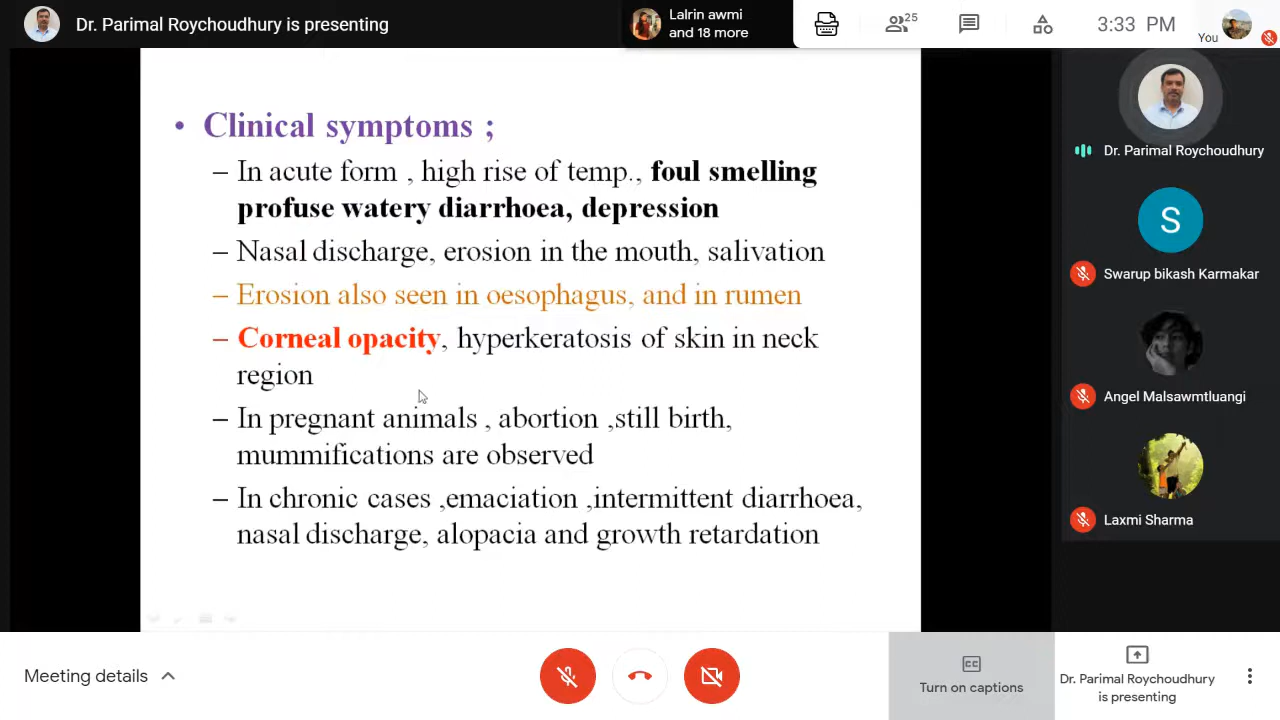 Dr. Parimal Roychoudhury is presenting
Lalrin awmi
and 18 more
25
3:33 PM
You
• Clinical symptoms ;
– In acute form , high rise of temp., foul smelling
profuse watery diarrhoea, depression
– Nasal discharge, erosion in the mouth, salivation
– Erosion also seen in oesophagus, and in rumen
– Corneal opacity, hyperkeratosis of skin in neck
region
– In pregnant animals , abortion ,still birth,
mummifications are observed
– In chronic cases ,emaciation ,intermittent diarrhoea,
nasal discharge, alopacia and growth retardation
Dr. Parimal Roychoudhury
S
Swarup bikash Karmakar
Angel Malsawmtluangi
Laxmi Sharma
Meeting details
CC
Turn on captions
Dr. Parimal Roychoudhury
is presenting